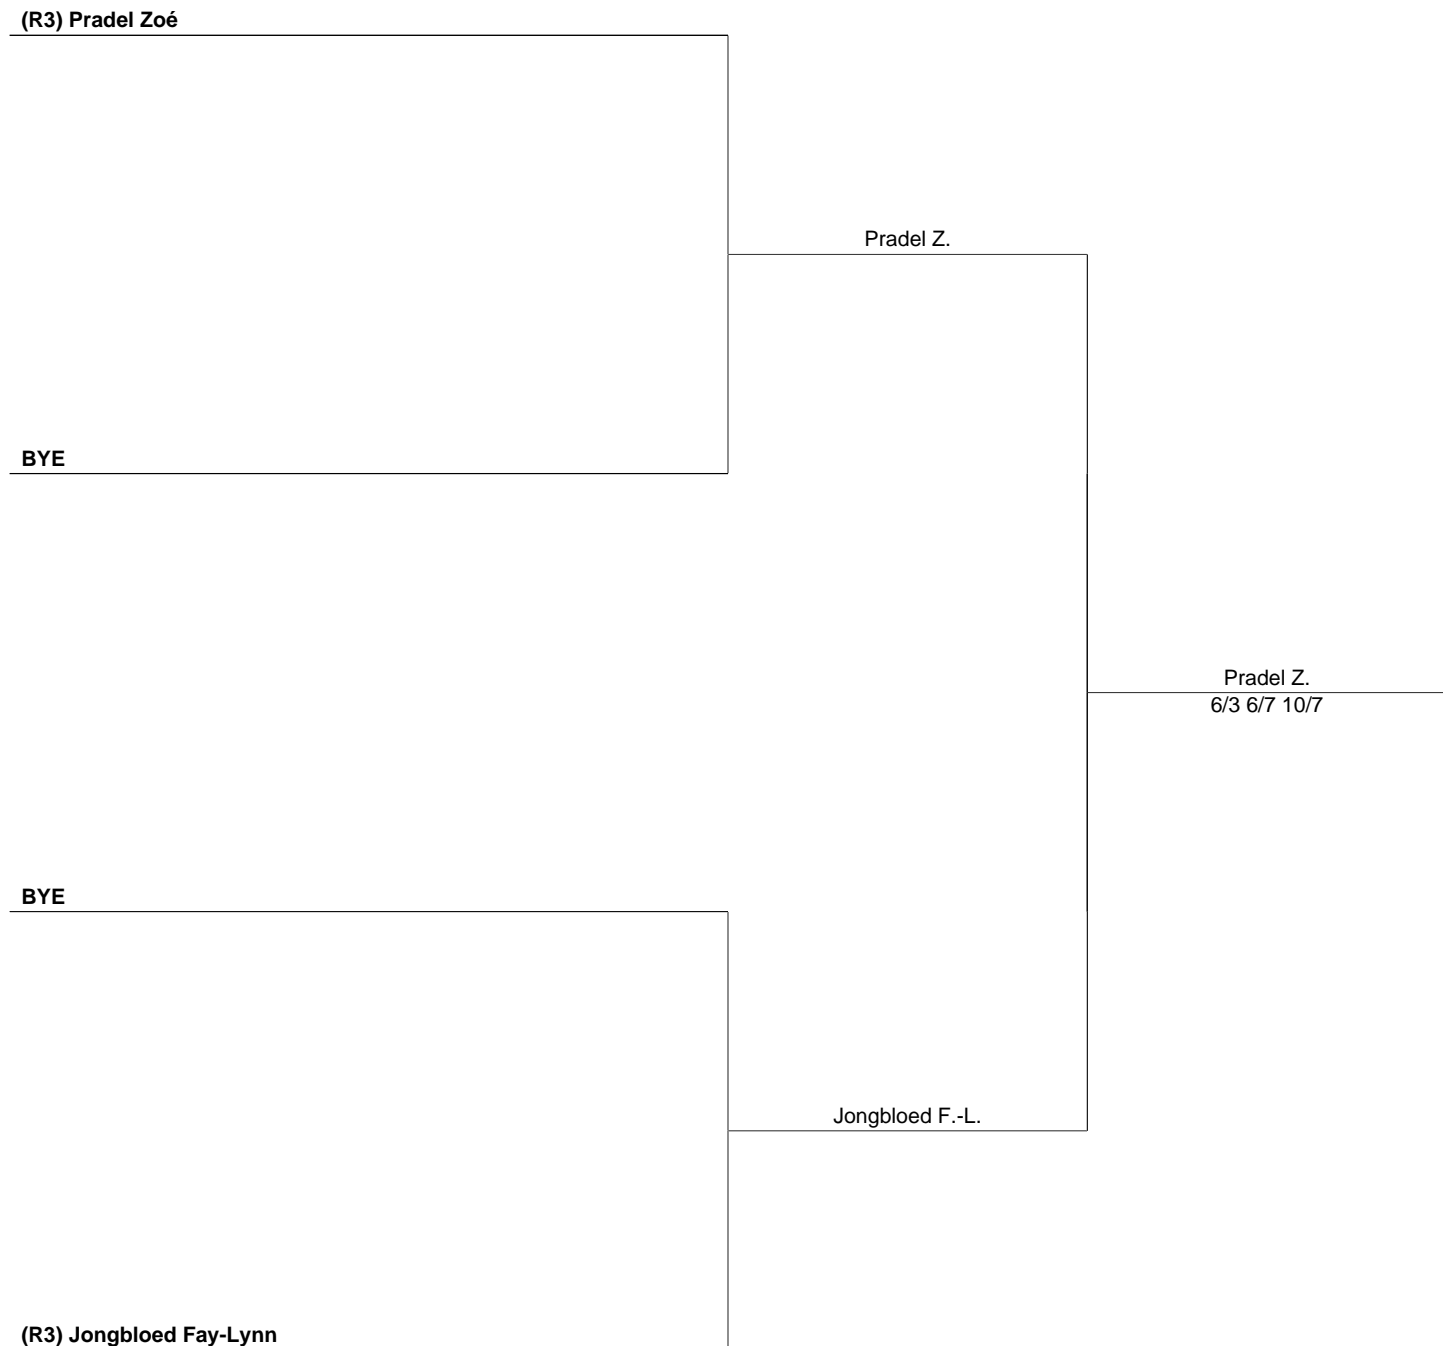 (R3) Pradel Zoé
Pradel Z.
BYE
Pradel Z.
6/3 6/7 10/7
BYE
Jongbloed F.-L.
(R3) Jongbloed Fay-Lynn